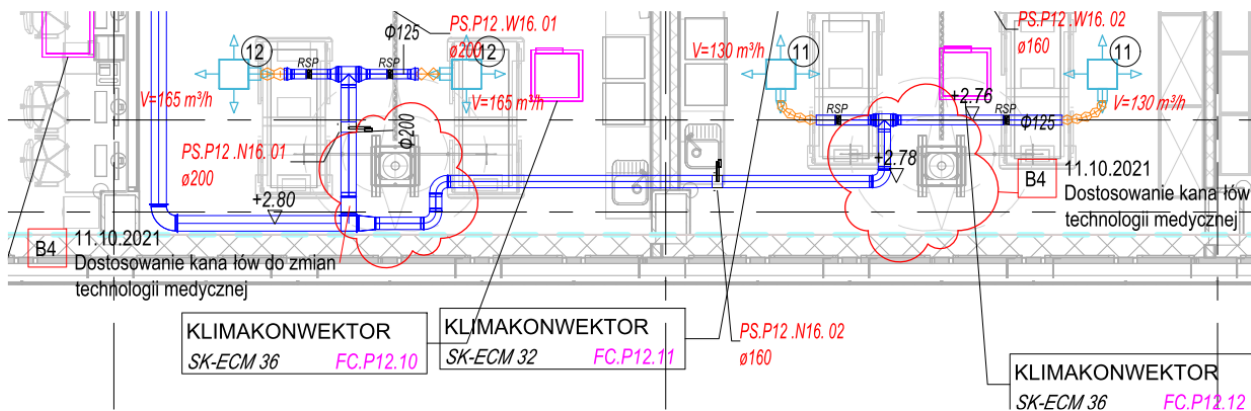 PS.P12 .W16. 01
ø200
Φ125
12
12
RSP
RSP
V=165 m³/h
V=165 m³/h
Φ200
PS.P12 .N16. 01
ø200
+2.80
B4
11.10.2021
Dostosowanie kana łów do zmian
technologii medycznej
KLIMAKONWEKTOR
SK-ECM 36 FC.P12.10
KLIMAKONWEKTOR
SK-ECM 32 FC.P12.11
PS.P12 .N16. 02
ø160
V=130 m³/h
11
RSP
PS.P12 .W16. 02
ø160
11
+2.76
RSP
Φ125
V=130 m³/h
+2.78
B4
11.10.2021
Dostosowanie kana łów
technologii medycznej
KLIMAKONWEKTOR
SK-ECM 36 FC.P12.12